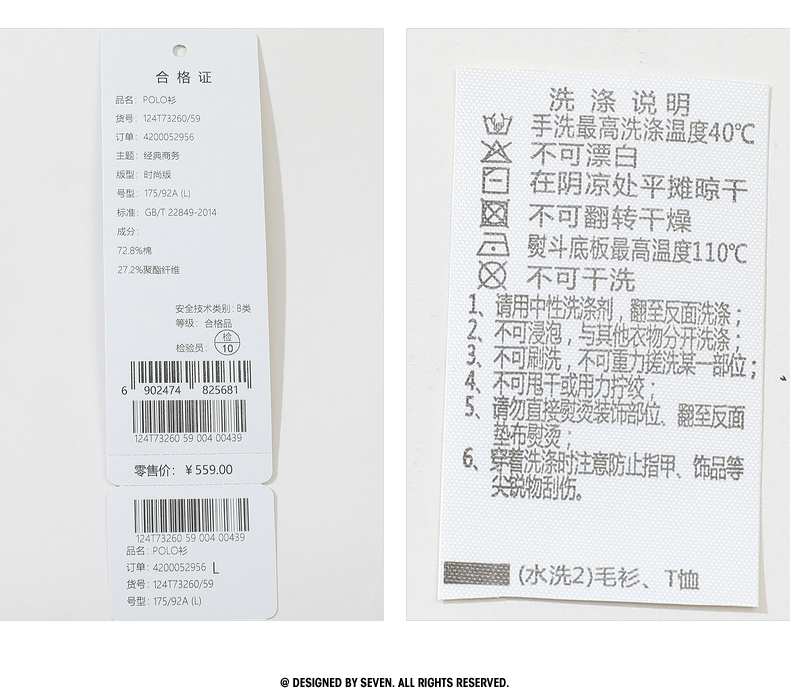 合格证
品名: POLO衫
货号: 124T73260/59
订单: 4200052956
主题: 经典商务
版型: 时尚版
号型: 175/92A (L)
标准: GB/T 22849-2014
成分:
72.8%棉
27.2%聚酯纤维
安全技术类别: B类
等级: 合格品
检验员: 检 10
6 902474 825681
124T73260 59 004 00439
零售价: ¥559.00
124T73260 59 004 00439
品名: POLO衫
订单: 4200052956 L
货号: 124T73260/59
号型: 175/92A (L)
洗涤说明
手洗最高洗涤温度40℃
不可漂白
在阴凉处平摊晾干
不可翻转干燥
熨斗底板最高温度110℃
不可干洗
1、请用中性洗涤剂，翻至反面洗涤；
2、不可浸泡，与其他衣物分开洗涤；
3、不可刷洗，不可重力搓洗某一部位；
4、不可甩干或用力拧绞；
5、请勿直接熨烫装饰部位、翻至反面
垫布熨烫；
6、穿着洗涤时注意防止指甲、饰品等
尖锐物刮伤。
(水洗2)毛衫、T恤
@ DESIGNED BY SEVEN. ALL RIGHTS RESERVED.